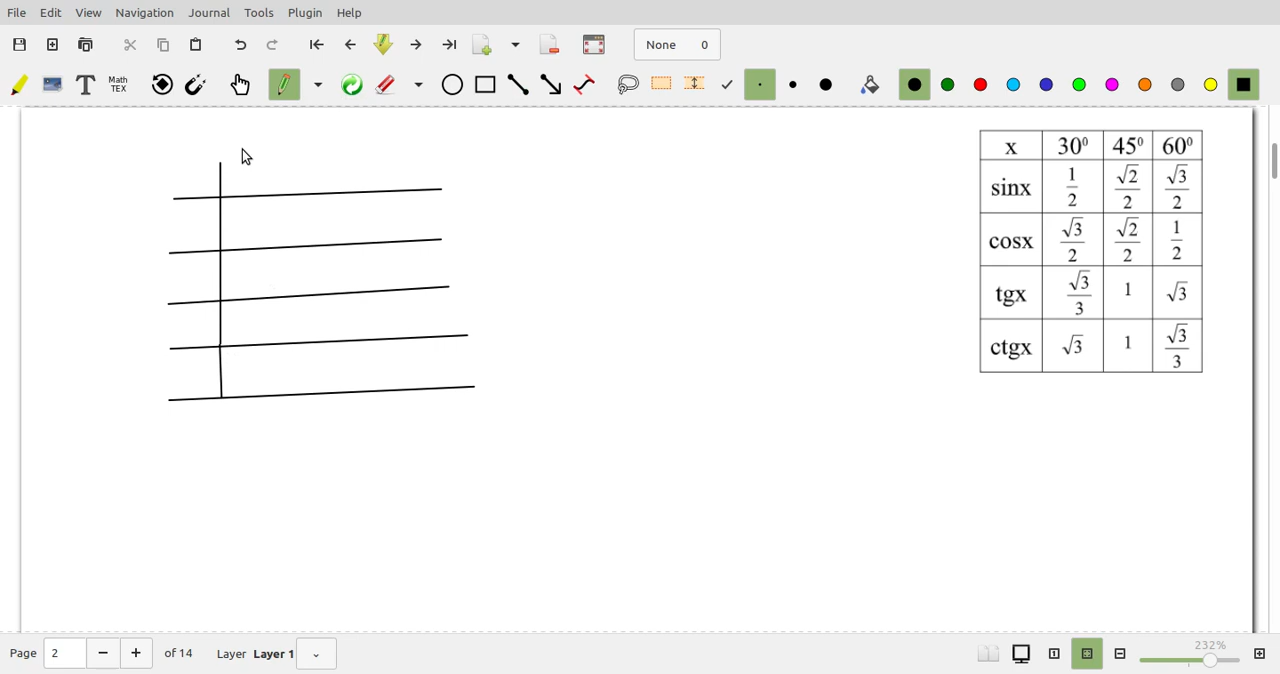 File Edit View Navigation Journal Tools Plugin Help
None 0
Math
TEX
x 30⁰ 45⁰ 60⁰
sinx 1/2 √2/2 √3/2
cosx √3/2 √2/2 1/2
tgx √3/3 1 √3
ctgx √3 1 √3/3
Page 2 of 14 Layer Layer 1 232%